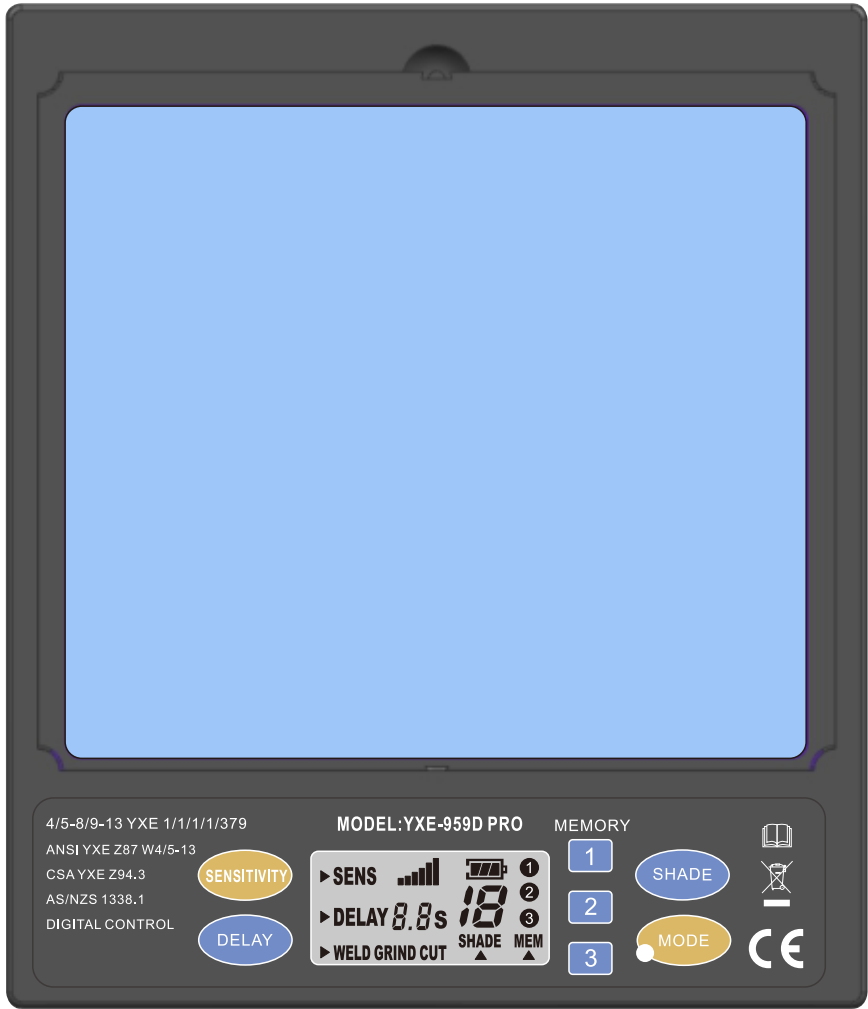 4/5-8/9-13 YXE 1/1/1/1/379
ANSI YXE Z87 W4/5-13
CSA YXE Z94.3
AS/NZS 1338.1
DIGITAL CONTROL
SENSITIVITY
DELAY
MODEL:YXE-959D PRO
SENS
DELAY 8.8s
WELD GRIND CUT
18
SHADE
1
2
3
MEM
MEMORY
1
2
3
SHADE
MODE
CE